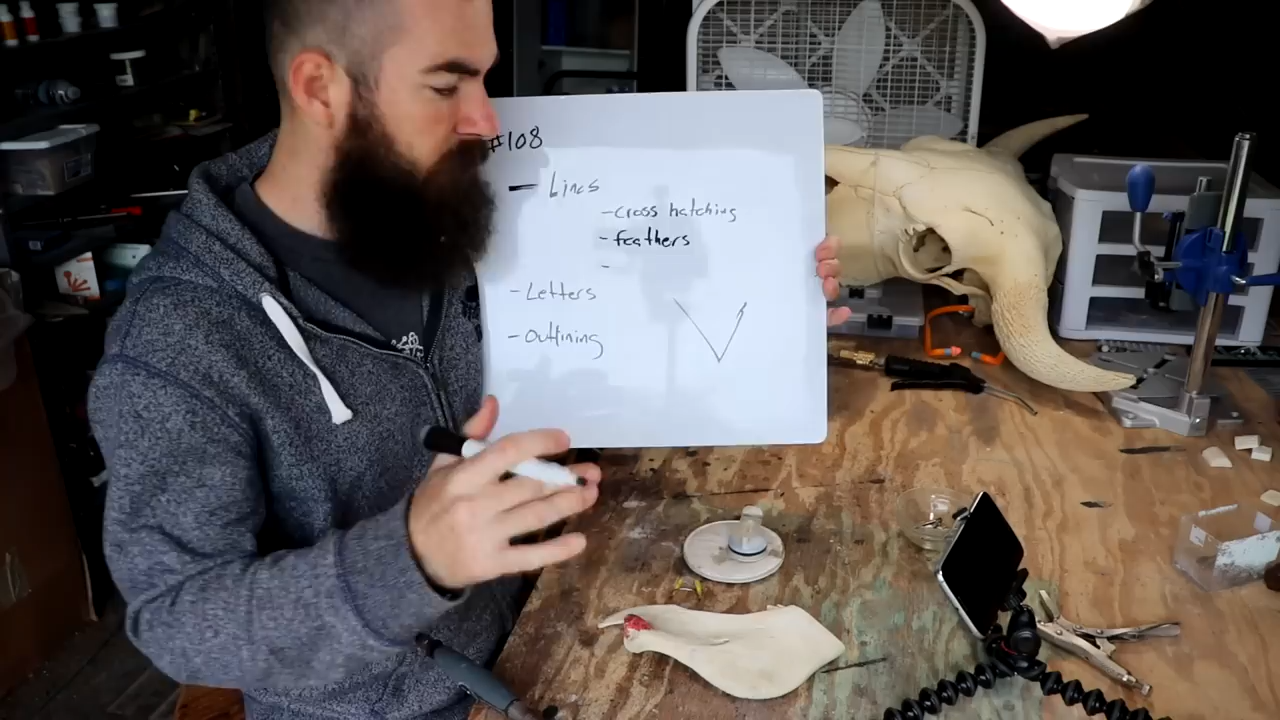 #108
- Lines
- cross hatching
- feathers
-
- Letters
- Outlining